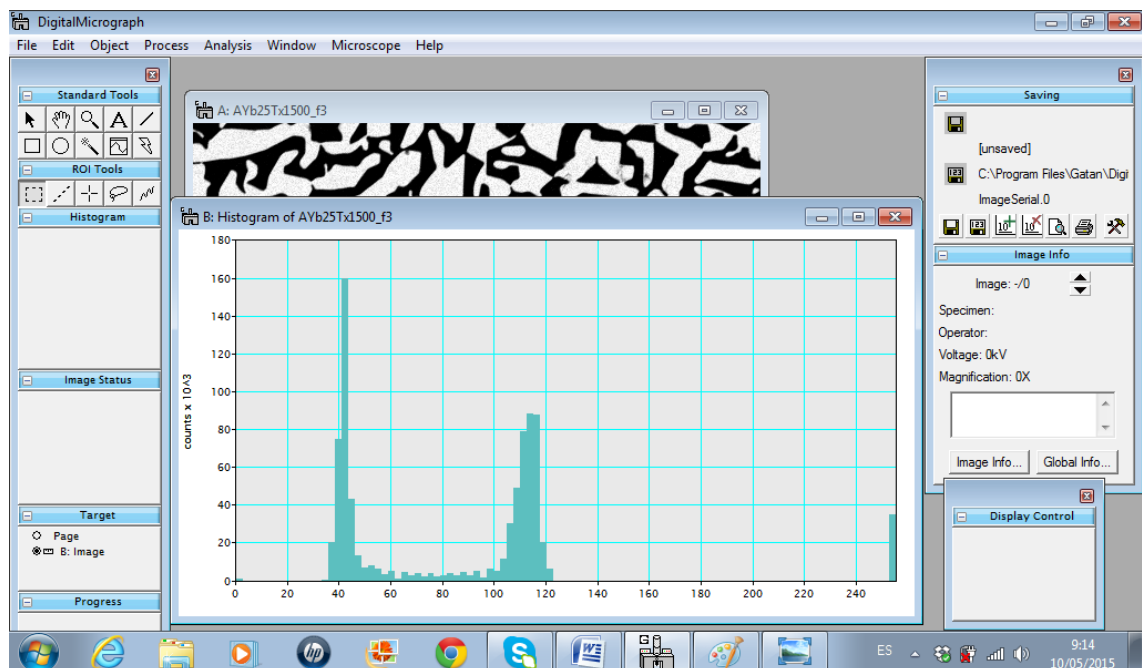 DigitalMicrograph
File Edit Object Process Analysis Window Microscope Help
Standard Tools
A
ROI Tools
Histogram
Image Status
Target
Page
B: Image
Progress
A: AYb25Tx1500_f3
B: Histogram of AYb25Tx1500_f3
counts x 10^3
180
160
140
120
100
80
60
40
20
0
0 20 40 60 80 100 120 140 160 180 200 220 240
Saving
[unsaved]
123
C:\Program Files\Gatan\Digi
ImageSerial.0
123
Image Info
Image: -/0
Specimen:
Operator:
Voltage: 0kV
Magnification: 0X
Image Info... Global Info...
Display Control
hp
S
W
ES
9:14
10/05/2015